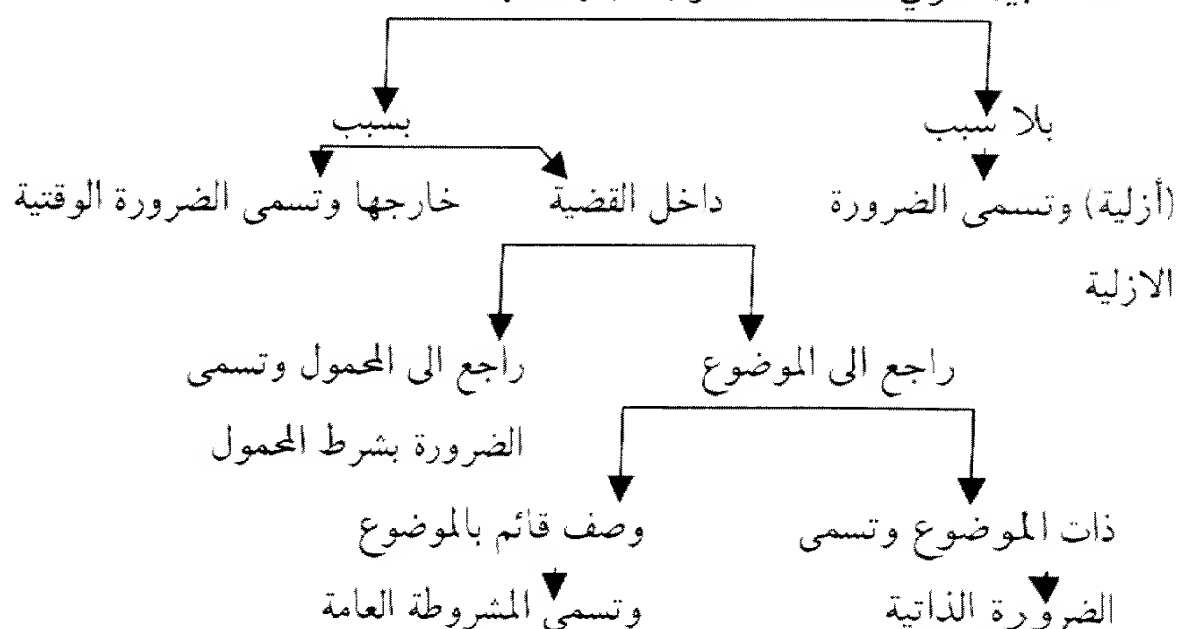 بلا سبب بسبب
(أزلية) وتسمى الضرورة داخل القضية خارجها وتسمى الضرورة الوقتية
الازلية
راجع الى الموضوع راجع الى المحمول وتسمى
الضرورة بشرط المحمول
ذات الموضوع وتسمى وصف قائم بالموضوع
الضرورة الذاتية وتسمى المشروطة العامة